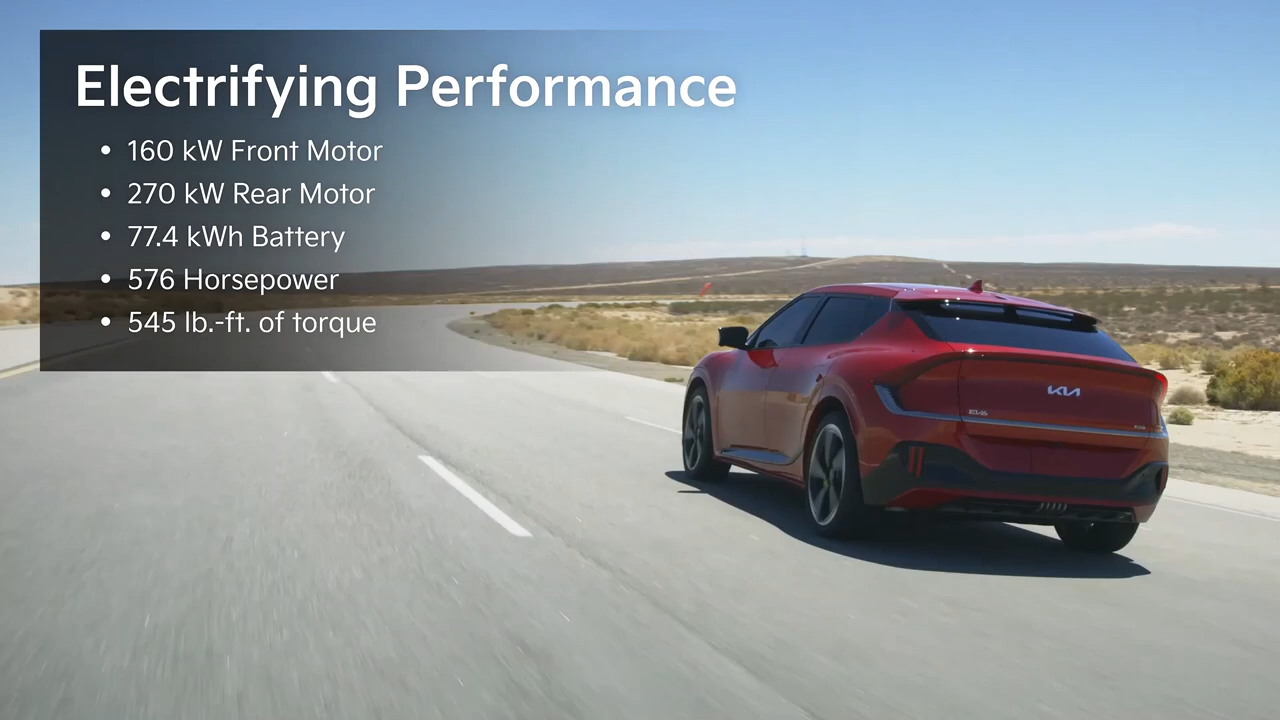 Electrifying Performance
• 160 kW Front Motor
• 270 kW Rear Motor
• 77.4 kWh Battery
• 576 Horsepower
• 545 lb.-ft. of torque
KIA